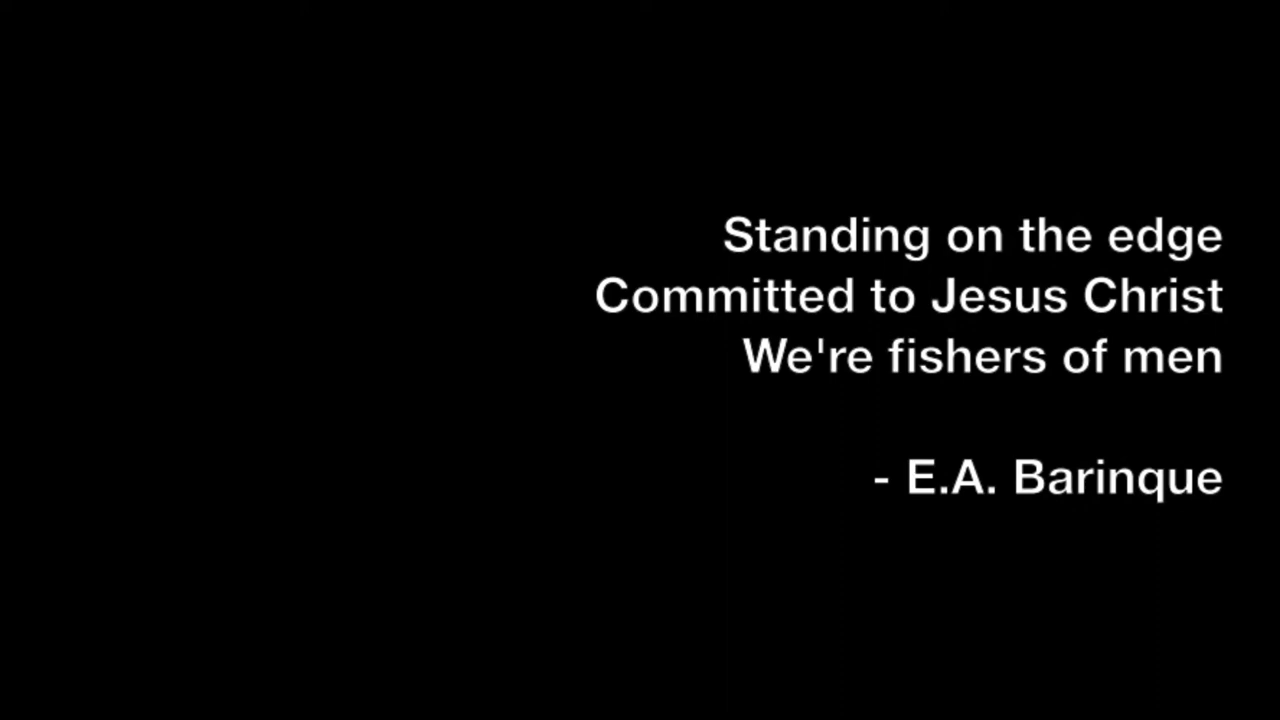 Standing on the edge
Committed to Jesus Christ
We're fishers of men
- E.A. Barinque